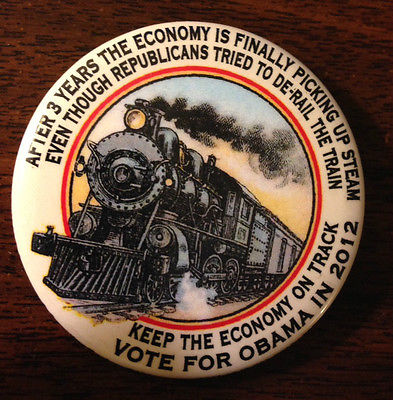 AFTER 3 YEARS THE ECONOMY IS FINALLY PICKING UP STEAM
EVEN THOUGH REPUBLICANS TRIED TO DE-RAIL THE TRAIN
KEEP THE ECONOMY ON TRACK
VOTE FOR OBAMA IN 2012